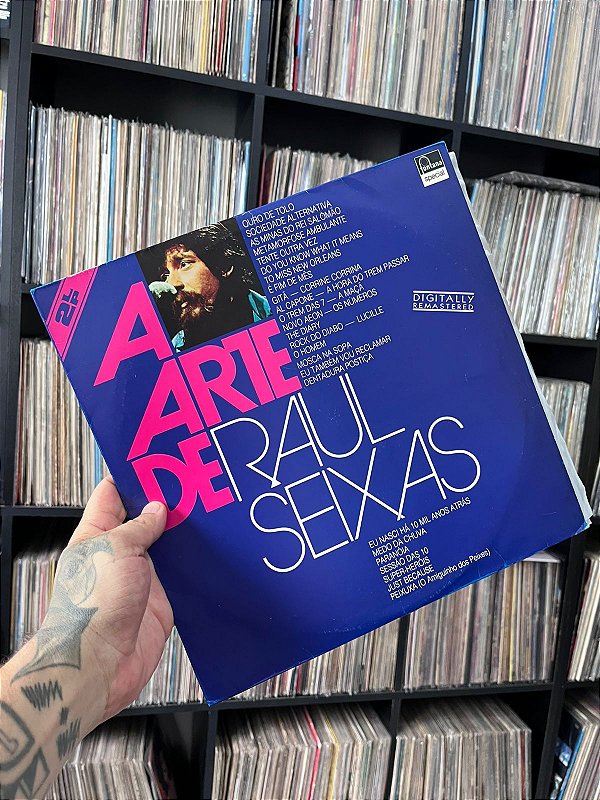 fontana
special
2LP
OURO DE TOLO
SOCIEDADE ALTERNATIVA
AS MINAS DO REI SALOMÃO
METAMORFOSE AMBULANTE
TENTE OUTRA VEZ
DO YOU KNOW WHAT IT MEANS
TO MISS NEW ORLEANS
É FIM DE MÊS
GITA — CORRINE CORRINA
AL CAPONE — A HORA DO TREM PASSAR
O TREM DAS 7 — A MAÇÃ
NOVO AEON — OS NÚMEROS
THE DIARY
ROCK DO DIABO — LUCILLE
O HOMEM
MOSCA NA SOPA
EU TAMBÉM VOU RECLAMAR
DENTADURA POSTIÇA
DIGITALLY
REMASTERED
A
ARTE
DE RAUL
SEIXAS
EU NASCI HÁ 10 MIL ANOS ATRÁS
MEDO DA CHUVA
PARANÓIA
SESSÃO DAS 10
SUPER-HERÓIS
JUST BECAUSE
PEIXUXA (O Amiguinho dos Peixes)